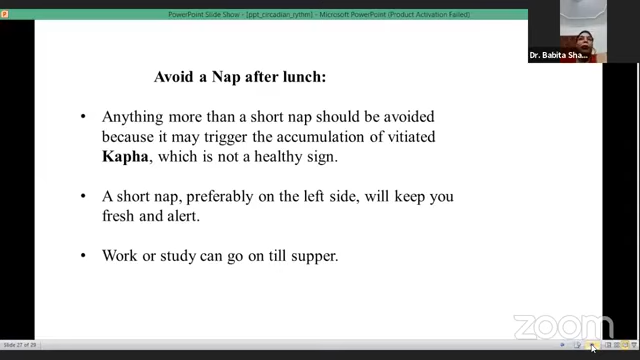 PowerPoint Slide Show - [ppt_circadian_rythm] - Microsoft PowerPoint (Product Activation Failed)
Dr. Babita Sha...
Avoid a Nap after lunch:
• Anything more than a short nap should be avoided
because it may trigger the accumulation of vitiated
Kapha, which is not a healthy sign.
• A short nap, preferably on the left side, will keep you
fresh and alert.
• Work or study can go on till supper.
zoom
Slide 27 of 29